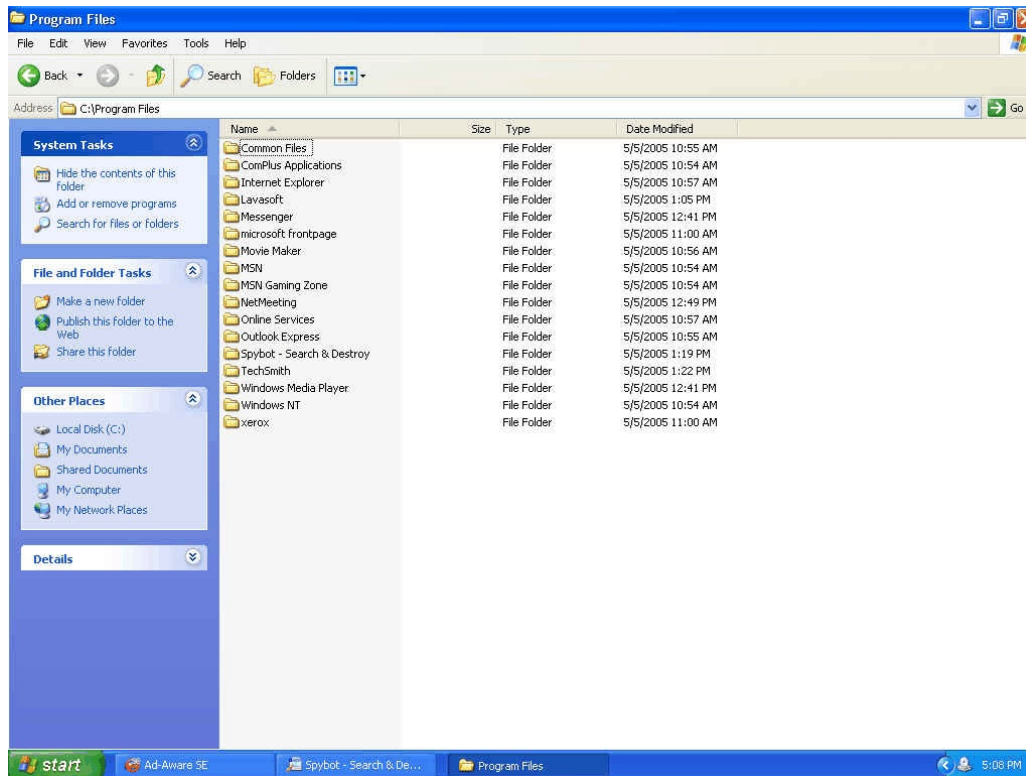 Program Files
File Edit View Favorites Tools Help
Back Search Folders
Address C:\Program Files Go
System Tasks
Hide the contents of this
folder
Add or remove programs
Search for files or folders
File and Folder Tasks
Make a new folder
Publish this folder to the
Web
Share this folder
Other Places
Local Disk (C:)
My Documents
Shared Documents
My Computer
My Network Places
Details
Name Size Type Date Modified
Common Files File Folder 5/5/2005 10:55 AM
ComPlus Applications File Folder 5/5/2005 10:54 AM
Internet Explorer File Folder 5/5/2005 10:57 AM
Lavasoft File Folder 5/5/2005 1:05 PM
Messenger File Folder 5/5/2005 12:41 PM
microsoft frontpage File Folder 5/5/2005 11:00 AM
Movie Maker File Folder 5/5/2005 10:56 AM
MSN File Folder 5/5/2005 10:54 AM
MSN Gaming Zone File Folder 5/5/2005 10:54 AM
NetMeeting File Folder 5/5/2005 12:49 PM
Online Services File Folder 5/5/2005 10:57 AM
Outlook Express File Folder 5/5/2005 10:55 AM
Spybot - Search & Destroy File Folder 5/5/2005 1:19 PM
TechSmith File Folder 5/5/2005 1:22 PM
Windows Media Player File Folder 5/5/2005 12:41 PM
Windows NT File Folder 5/5/2005 10:54 AM
xerox File Folder 5/5/2005 11:00 AM
start Ad-Aware SE Spybot - Search & De... Program Files 5:08 PM